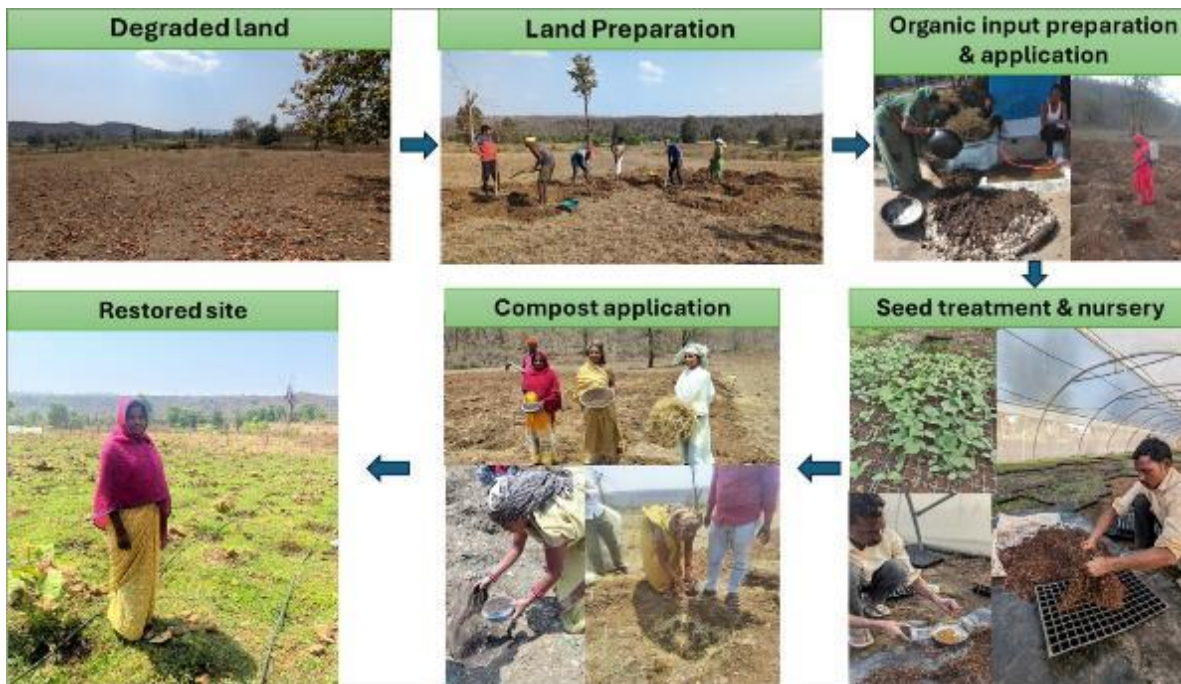 Degraded land
Land Preparation
Organic input preparation
& application
Seed treatment & nursery
Compost application
Restored site